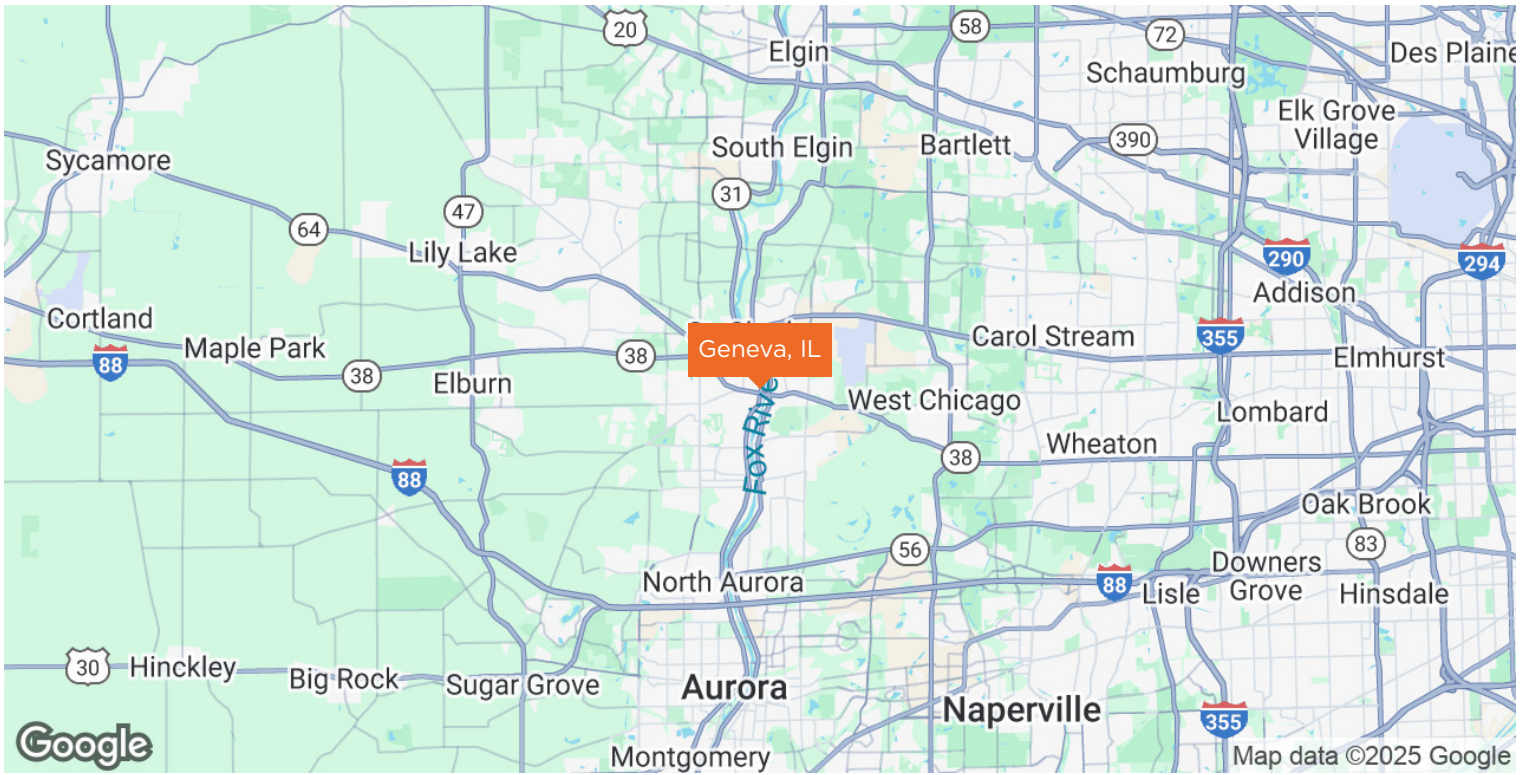 20
58
72
Elgin
Des Plaine
Schaumburg
Elk Grove
Village
390
South Elgin
Bartlett
Sycamore
31
47
64
Lily Lake
290
294
Addison
Cortland
Maple Park
38
38
88
Elburn
Geneva, IL
Carol Stream
355
Elmhurst
West Chicago
Lombard
Fox Rive
Wheaton
38
88
Oak Brook
56
83
Downers
Grove
North Aurora
88
Lisle
Hinsdale
30
Hinckley
Big Rock
Sugar Grove
Aurora
Naperville
355
Montgomery
Google
Map data ©2025 Google